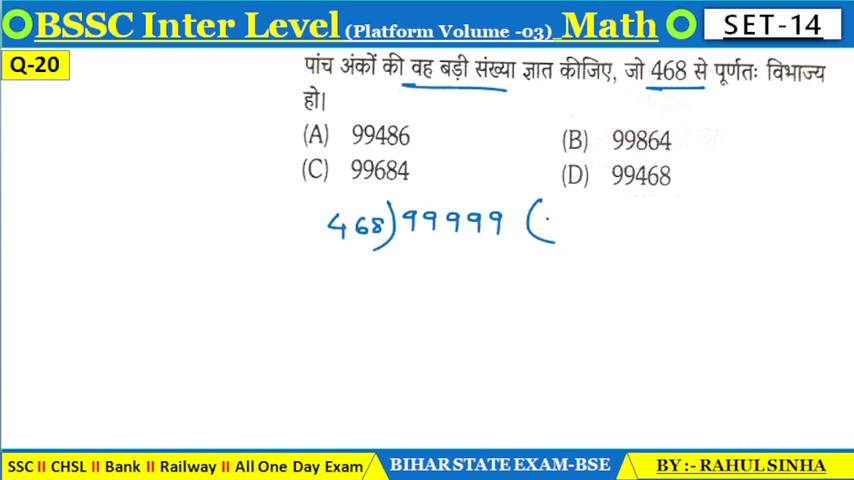 BSSC Inter Level (Platform Volume -03) Math SET-14
Q-20
पांच अंकों की वह बड़ी संख्या ज्ञात कीजिए, जो 468 से पूर्णतः विभाज्य
हो।
(A) 99486 (B) 99864
(C) 99684 (D) 99468
468)99999(
SSC II CHSL II Bank II Railway II All One Day Exam BIHAR STATE EXAM-BSE BY:- RAHUL SINHA